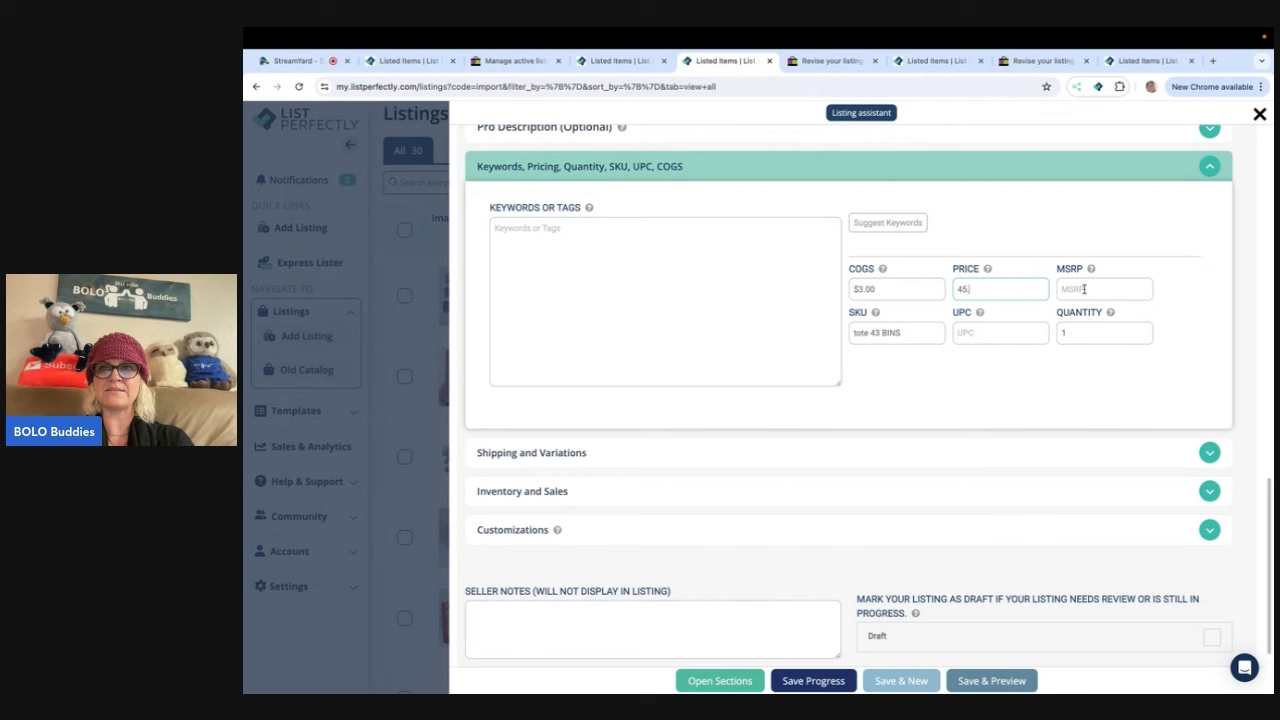 StreamYard - S
Listed Items | List
Manage active lis
Listed Items | List
Listed Items | List
Revise your listing
Listed Items | List
Revise your listing
Listed Items | List
my.listperfectly.com/listings?code=import&filter_by=%7B%7D&sort_by=%7B%7D&tab=view+all
New Chrome available
LIST PERFECTLY
Notifications
QUICK LINKS
Add Listing
Express Lister
NAVIGATE TO
Listings
Add Listing
Old Catalog
Templates
Sales & Analytics
Help & Support
Community
Account
Settings
Listings
All 30
Search every
Ima
Listing assistant
Pro Description (Optional)
Keywords, Pricing, Quantity, SKU, UPC, COGS
KEYWORDS OR TAGS
Keywords or Tags
Suggest Keywords
COGS PRICE MSRP
$3.00 45. MSRP
SKU UPC QUANTITY
tote 43 BINS UPC 1
Shipping and Variations
Inventory and Sales
Customizations
SELLER NOTES (WILL NOT DISPLAY IN LISTING)
MARK YOUR LISTING AS DRAFT IF YOUR LISTING NEEDS REVIEW OR IS STILL IN
PROGRESS.
Draft
Open Sections Save Progress Save & New Save & Preview
BOLO Buddies
Subsc
BOLO Buddies